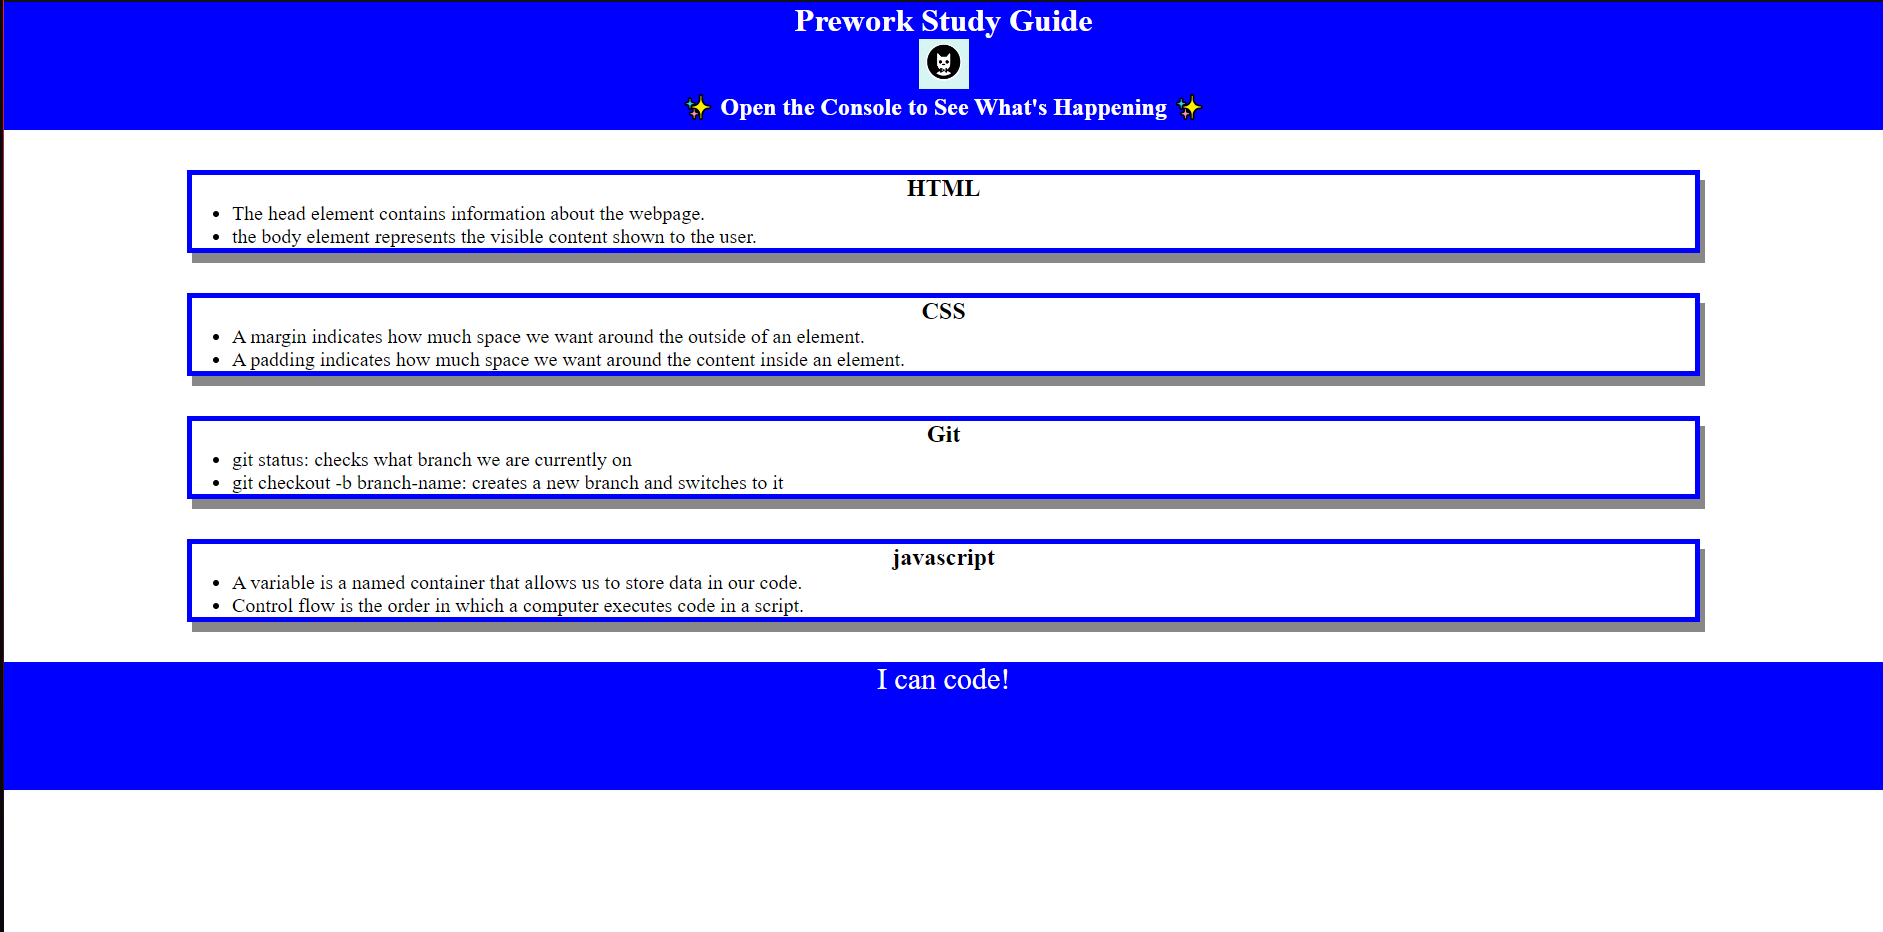 Prework Study Guide
✨ Open the Console to See What's Happening ✨
HTML
• The head element contains information about the webpage.
• the body element represents the visible content shown to the user.
CSS
• A margin indicates how much space we want around the outside of an element.
• A padding indicates how much space we want around the content inside an element.
Git
• git status: checks what branch we are currently on
• git checkout -b branch-name: creates a new branch and switches to it
javascript
• A variable is a named container that allows us to store data in our code.
• Control flow is the order in which a computer executes code in a script.
I can code!